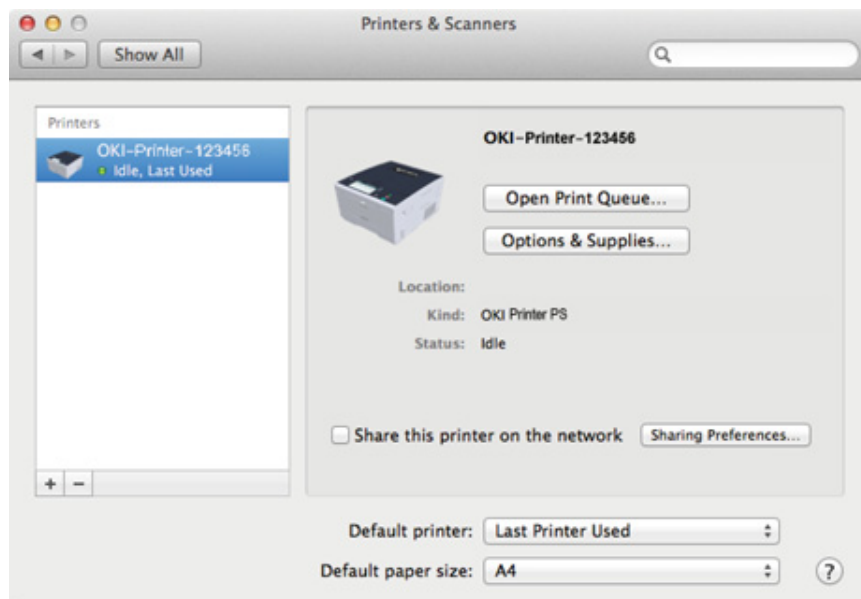 Printers & Scanners
Show All
Printers
OKI-Printer-123456
Idle, Last Used
OKI-Printer-123456
Open Print Queue...
Options & Supplies...
Location:
Kind: OKI Printer PS
Status: Idle
Share this printer on the network Sharing Preferences...
+ −
Default printer: Last Printer Used
Default paper size: A4 ?